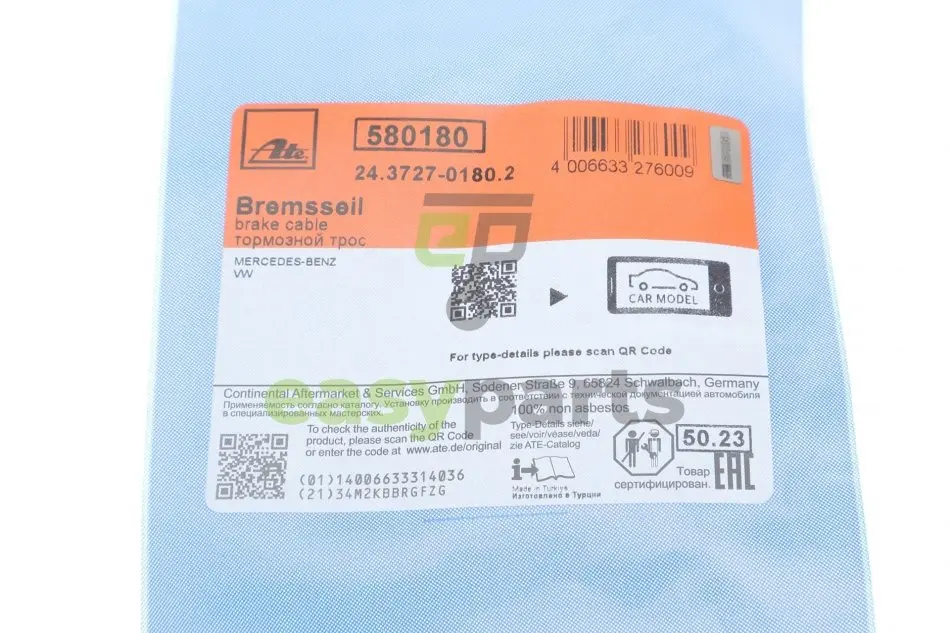 Ate
580180
24.3727-0180.2
4 006633 276009
Bremsseil
brake cable
тормозной трос
MERCEDES-BENZ
VW
CAR MODEL
For type-details please scan QR Code
easyparts
Continental Aftermarket & Services GmbH, Sodener Straße 9, 65824 Schwalbach, Germany
Применяемость согласно каталогу. Установку производить в соответствии с технической документацией автомобиля
в специализированных мастерских.
100% non asbestos
To check the authenticity of the
product, please scan the QR Code
or enter the code at www.ate.de/original
Type-Details siehe/
see/voir/véase/veda/
zie ATE-Catalog
(01)14006633314036
(21)34M2KBBRGFZG
Made in Turkiye
Изготовлено в Турции
50.23
Товар
сертифицирован.
EAC